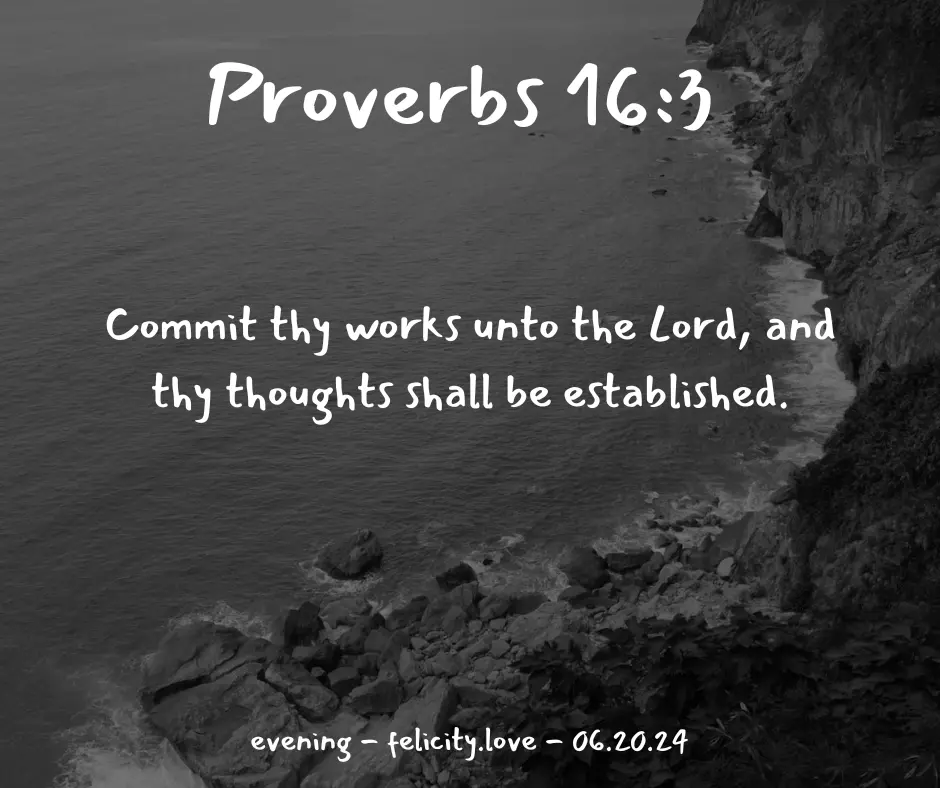 Proverbs 16:3
Commit thy works unto the Lord, and
thy thoughts shall be established.
evening – felicity.love – 06.20.24